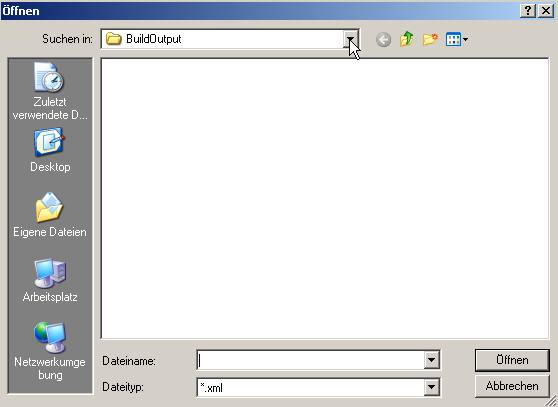 Öffnen
Suchen in:
BuildOutput
Zuletzt
verwendete D...
Desktop
Eigene Dateien
Arbeitsplatz
Netzwerkumge
bung
Dateiname:
Öffnen
Dateityp:
*.xml
Abbrechen